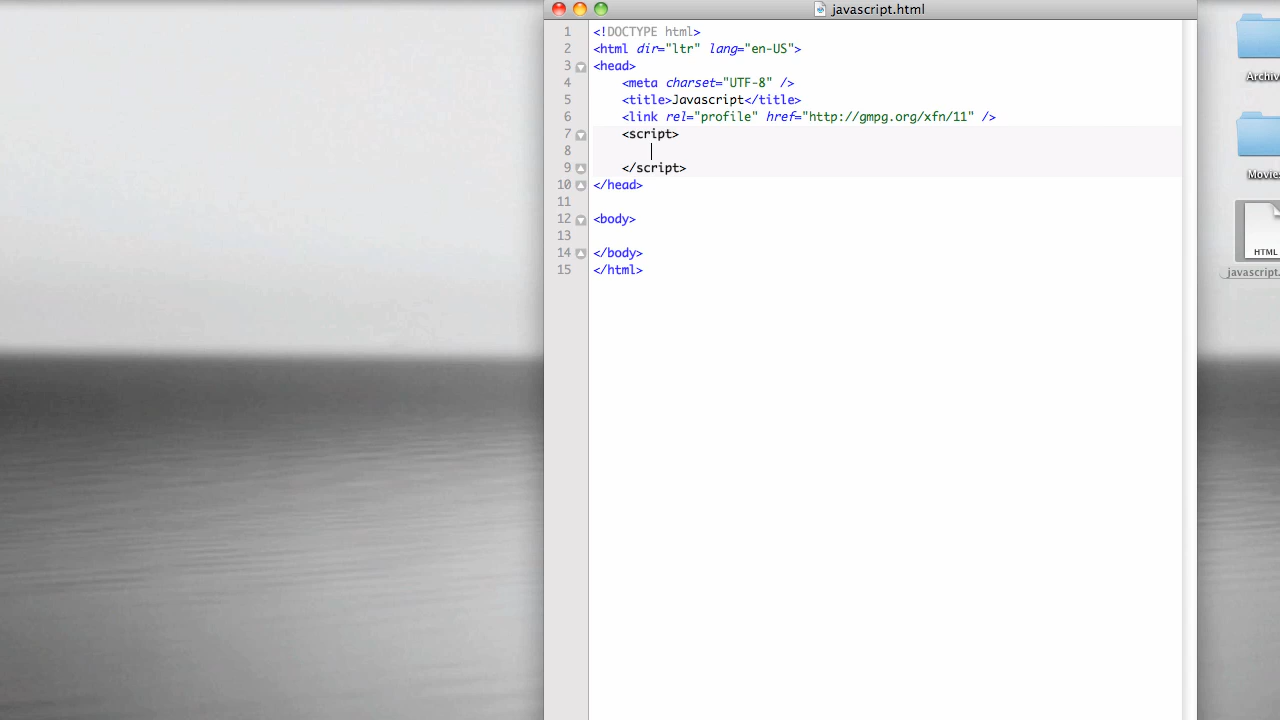 javascript.html
1 <!DOCTYPE html>
2 <html dir="ltr" lang="en-US">
3 <head>
4 <meta charset="UTF-8" />
5 <title>Javascript</title>
6 <link rel="profile" href="http://gmpg.org/xfn/11" />
7 <script>
8
9 </script>
10 </head>
11
12 <body>
13
14 </body>
15 </html>
Archiv
Movies
HTML
javascript.